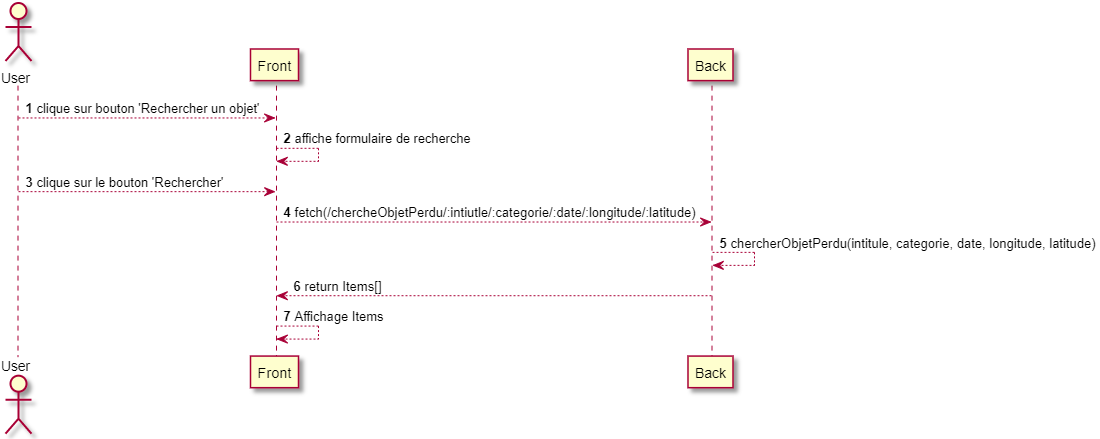 User
Front
Back
1 clique sur bouton 'Rechercher un objet'
2 affiche formulaire de recherche
3 clique sur le bouton 'Rechercher'
4 fetch(/chercheObjetPerdu/:intiutle/:categorie/:date/:longitude/:latitude)
5 chercherObjetPerdu(intitule, categorie, date, longitude, latitude)
6 return Items[]
7 Affichage Items
User
Front
Back